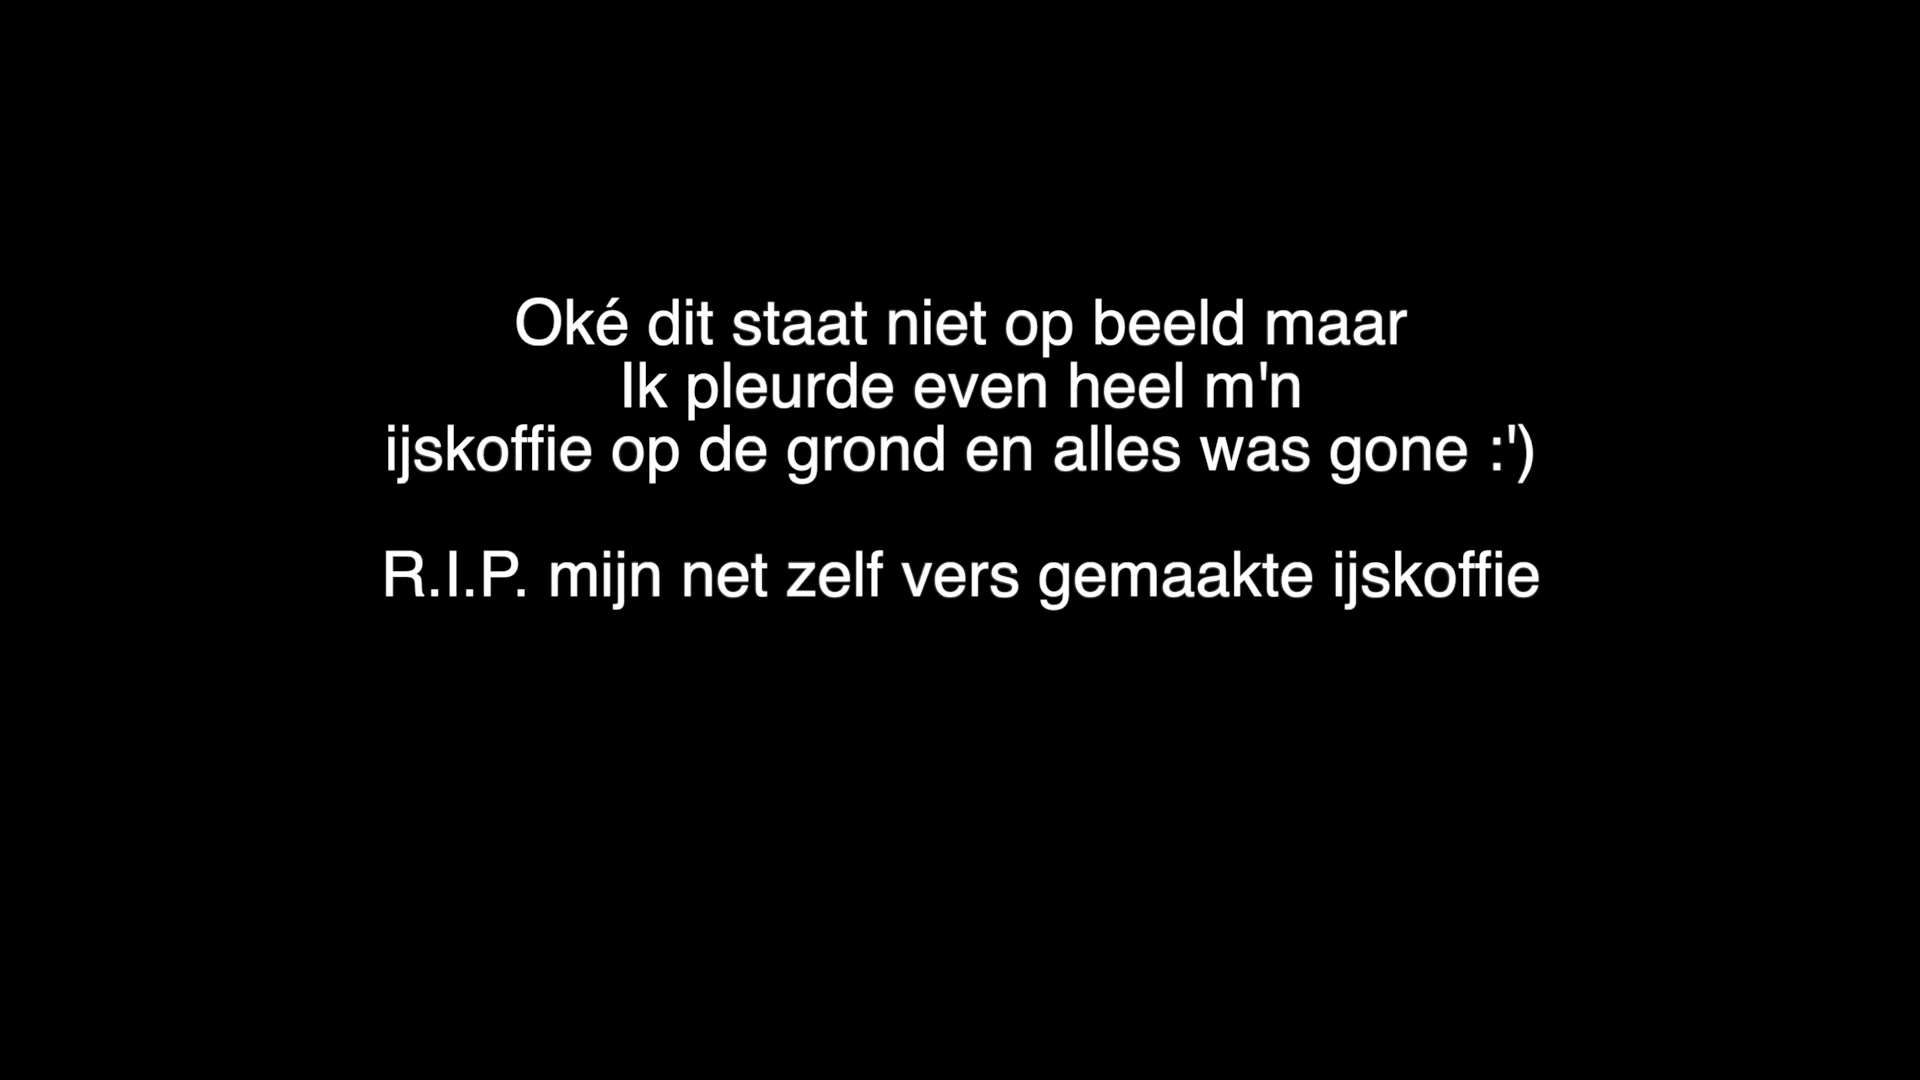 Oké dit staat niet op beeld maar
Ik pleurde even heel m'n
ijskoffie op de grond en alles was gone :')
R.I.P. mijn net zelf vers gemaakte ijskoffie